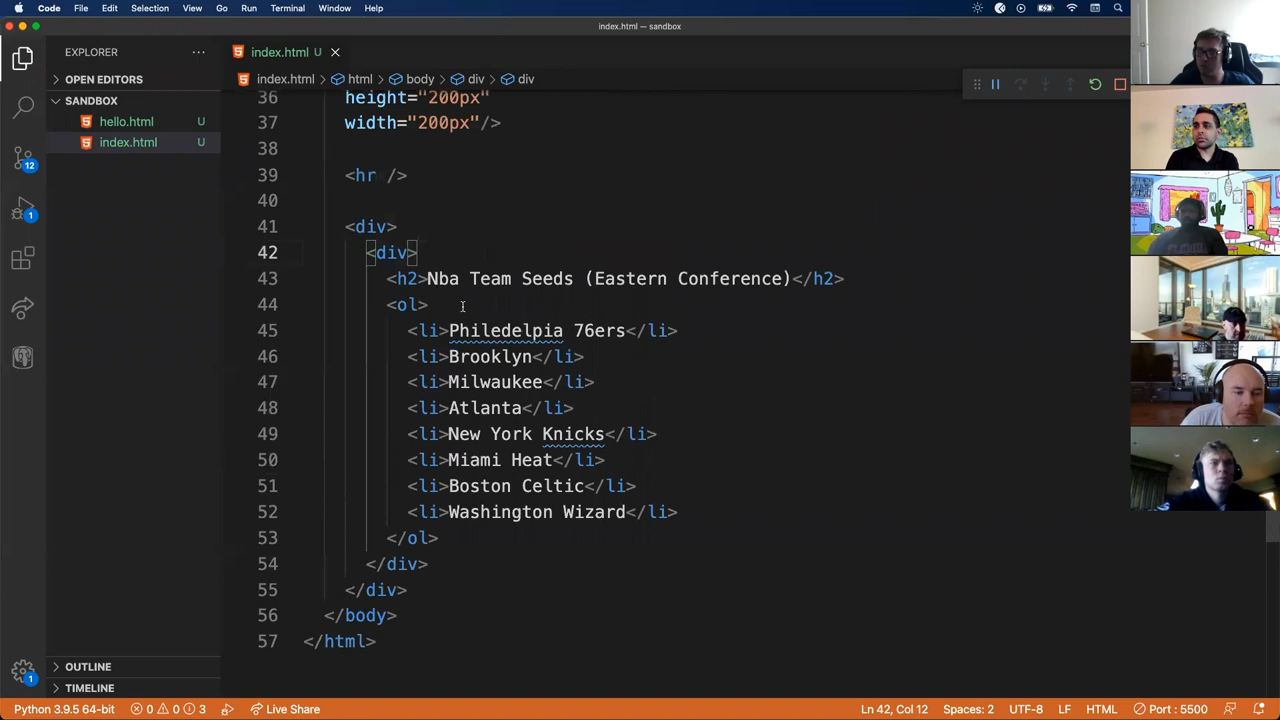 Code File Edit Selection View Go Run Terminal Window Help
index.html — sandbox
EXPLORER ···
index.html U
OPEN EDITORS
index.html html body div div
SANDBOX
hello.html U
index.html U
12
1
OUTLINE
TIMELINE
1
36 height="200px"
37 width="200px"/>
38
39 <hr />
40
41 <div>
42 <div>
43 <h2>Nba Team Seeds (Eastern Conference)</h2>
44 <ol>
45 <li>Philedelpia 76ers</li>
46 <li>Brooklyn</li>
47 <li>Milwaukee</li>
48 <li>Atlanta</li>
49 <li>New York Knicks</li>
50 <li>Miami Heat</li>
51 <li>Boston Celtic</li>
52 <li>Washington Wizard</li>
53 </ol>
54 </div>
55 </div>
56 </body>
57 </html>
Python 3.9.5 64-bit 0 0 3 Live Share Ln 42, Col 12 Spaces: 2 UTF-8 LF HTML Port : 5500